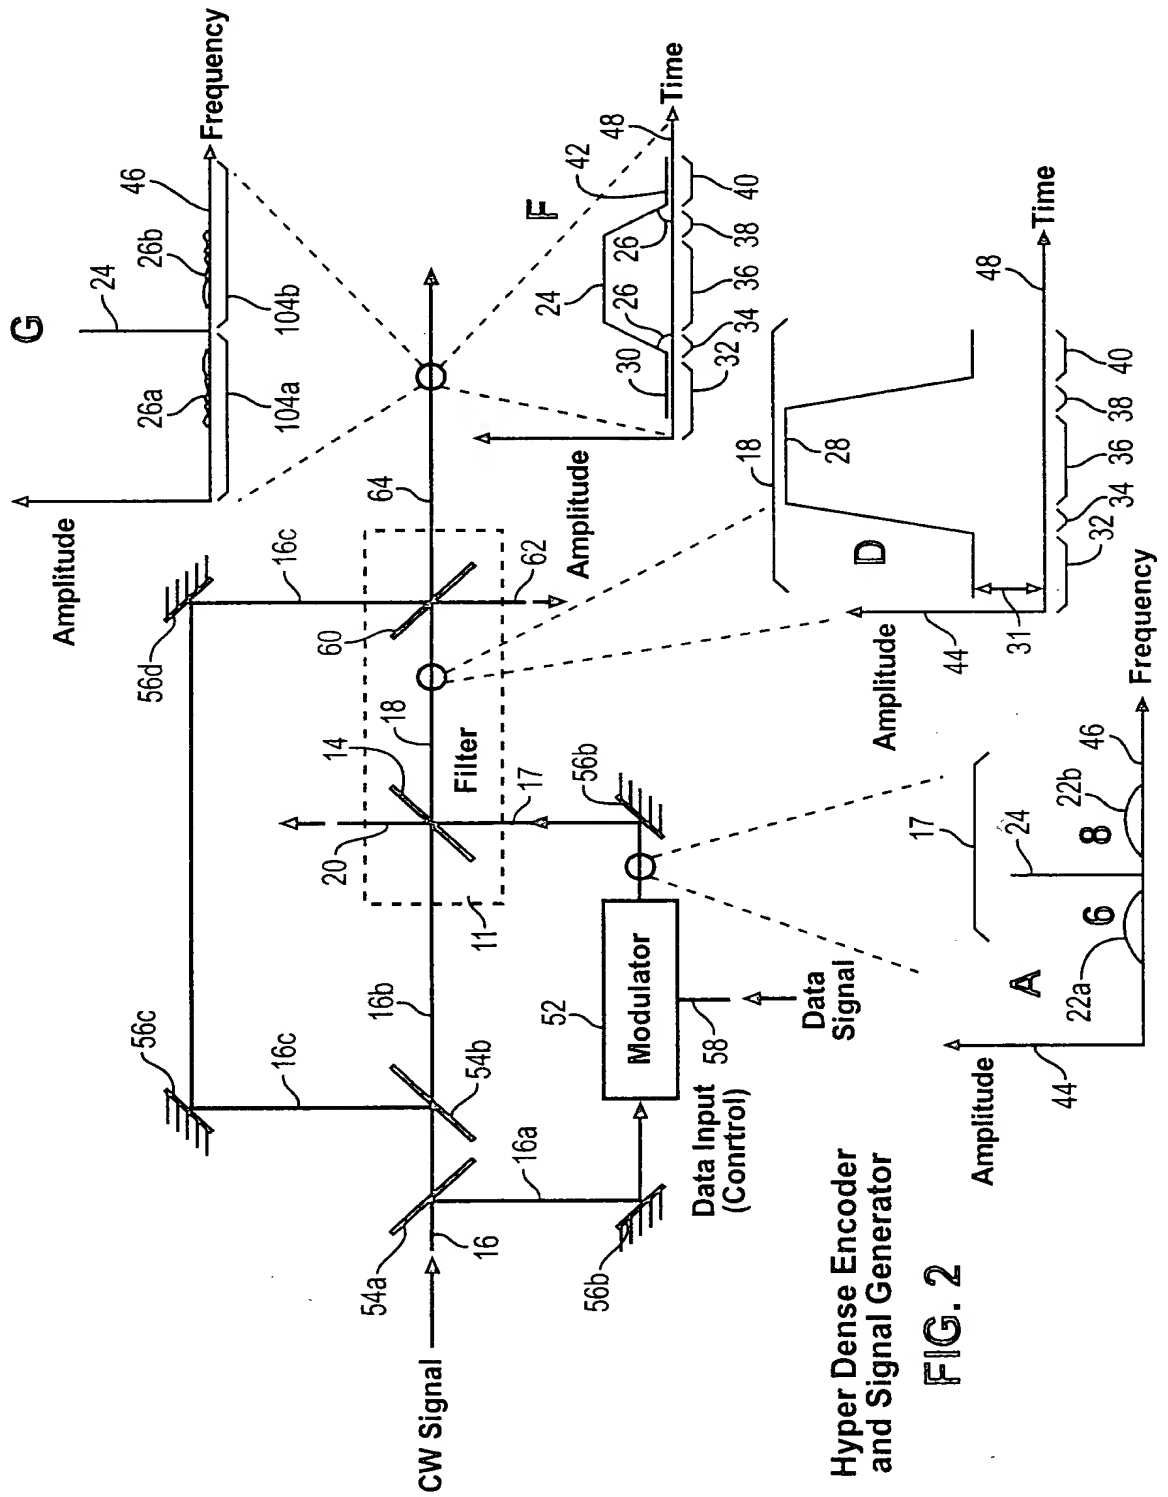 G
Amplitude
Frequency
24
46
26a
26b
104a
104b
56c
56d
16c
16c
60
62
64
14
18
20
Filter
11
17
56b
16b
54b
54a
16
CW Signal
16a
56b
52
Modulator
58
Data Signal
Data Input
(Conrtrol)
F
Amplitude
Time
48
42
24
26
26
30
32
34
36
38
40
D
Amplitude
Time
18
28
31
44
48
32
34
36
38
40
A
Amplitude
Frequency
17
24
6
8
22a
22b
44
46
Hyper Dense Encoder
and Signal Generator
FIG. 2